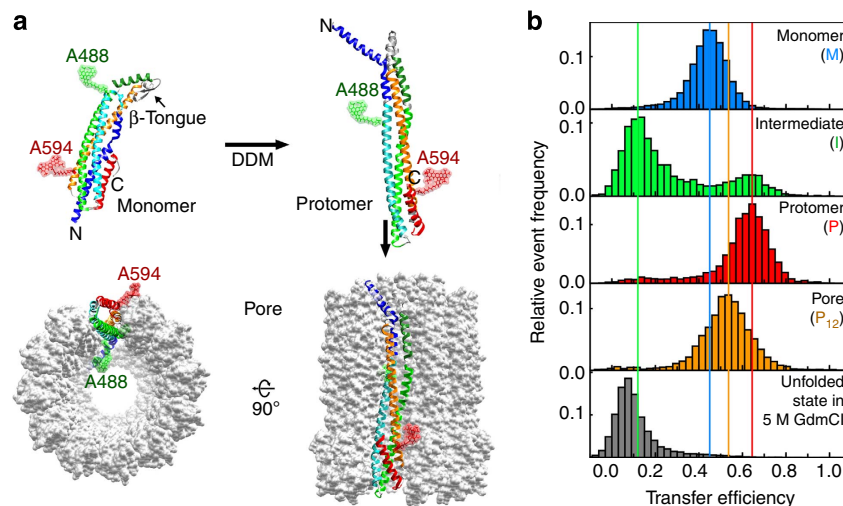 a
A488
β-Tongue
A594
C
N
Monomer
DDM
N
A488
A594
C
Protomer
A594
A488
Pore
90°
b
Relative event frequency
Monomer
(M)
0.1
0.0
Intermediate
(I)
0.1
0.0
Protomer
(P)
0.1
0.0
Pore
(P12)
0.1
0.0
Unfolded
state in
5 M GdmCl
0.1
0.0 0.2 0.4 0.6 0.8 1.0
Transfer efficiency